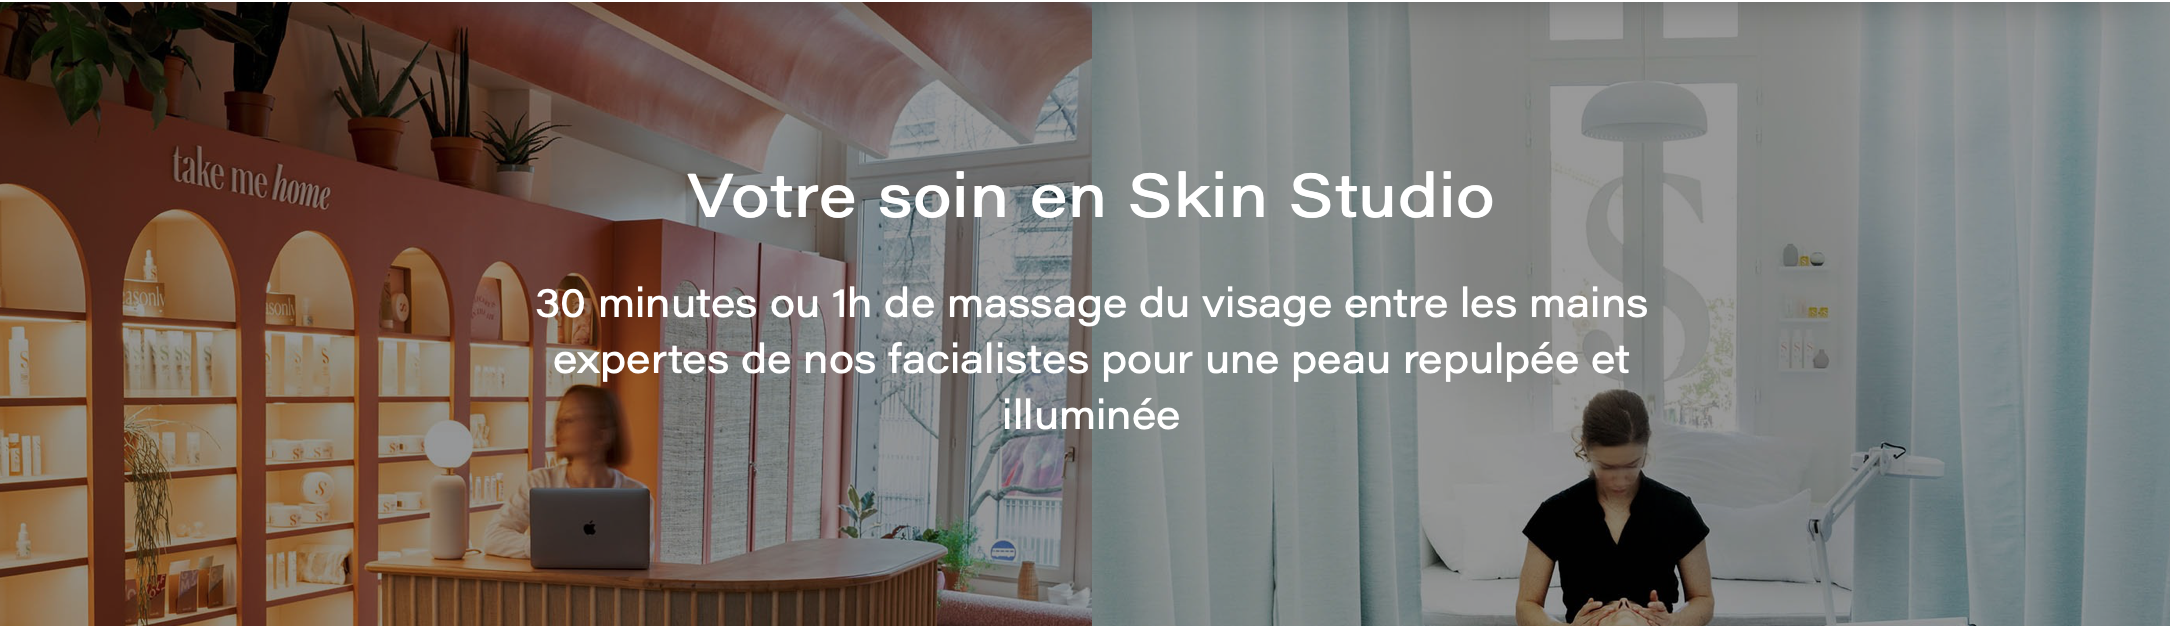 take me home
Votre soin en Skin Studio
30 minutes ou 1h de massage du visage entre les mains
expertes de nos facialistes pour une peau repulpée et
illuminée
S